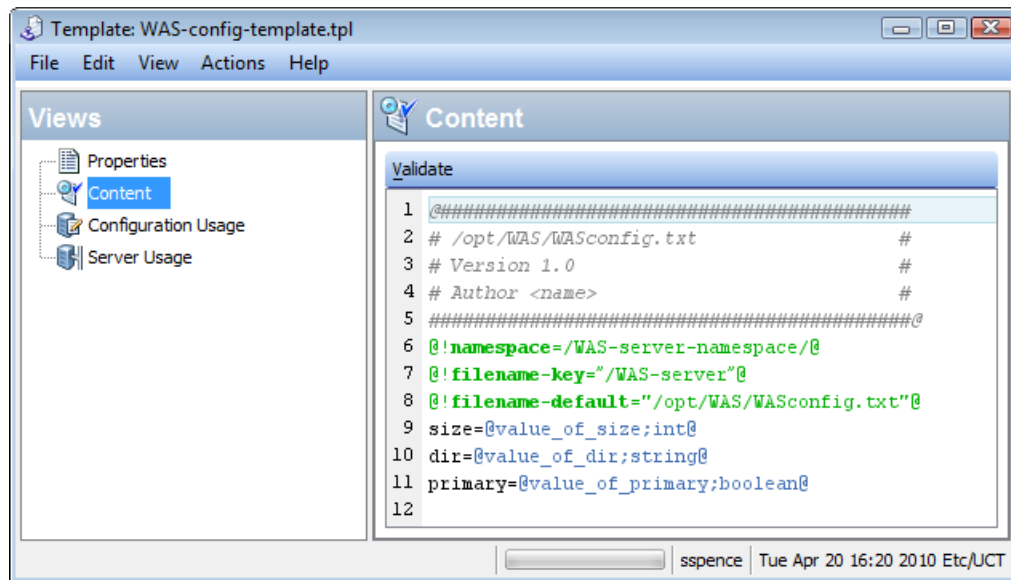 Template: WAS-config-template.tpl
File Edit View Actions Help
Views
Properties
Content
Configuration Usage
Server Usage
Content
Validate
1 @##########################################
2 # /opt/WAS/WASconfig.txt #
3 # Version 1.0 #
4 # Author <name> #
5 ###########################################@
6 @!namespace=/WAS-server-namespace/@
7 @!filename-key="/WAS-server"@
8 @!filename-default="/opt/WAS/WASconfig.txt"@
9 size=@value_of_size;int@
10 dir=@value_of_dir;string@
11 primary=@value_of_primary;boolean@
12
sspence Tue Apr 20 16:20 2010 Etc/UCT